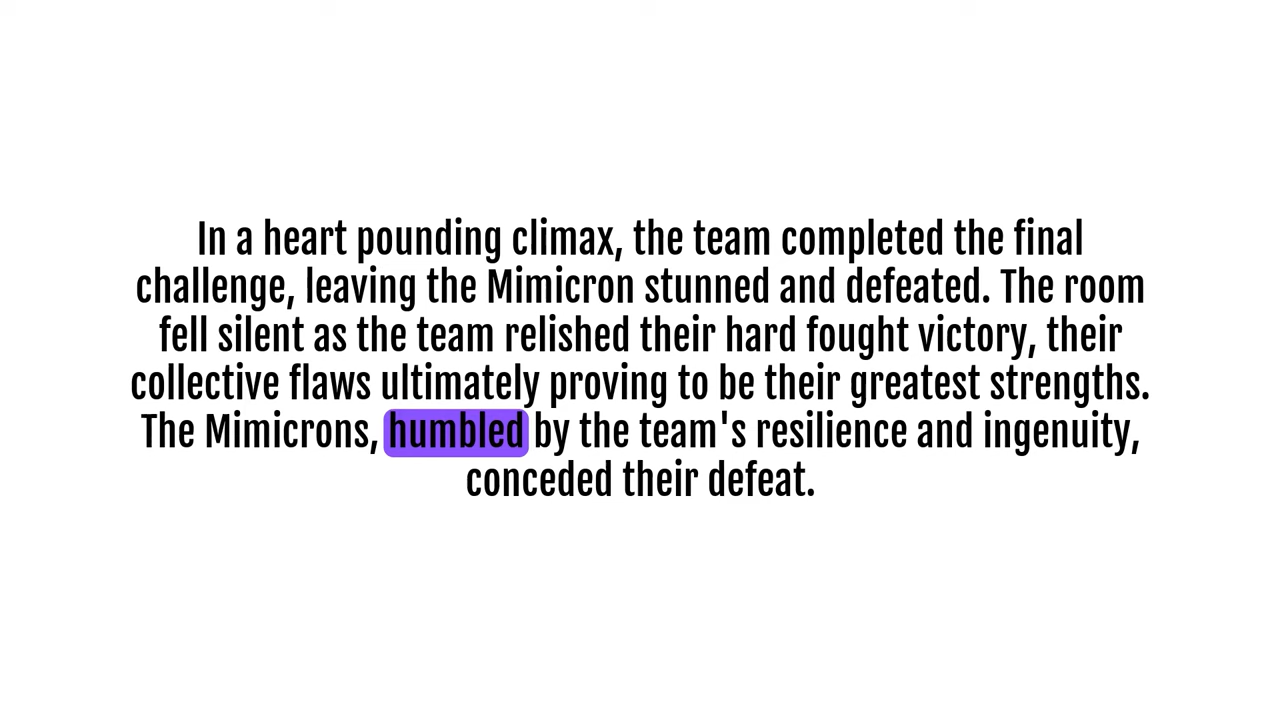 In a heart pounding climax, the team completed the final
challenge, leaving the Mimicron stunned and defeated. The room
fell silent as the team relished their hard fought victory, their
collective flaws ultimately proving to be their greatest strengths.
The Mimicrons, humbled by the team's resilience and ingenuity,
conceded their defeat.